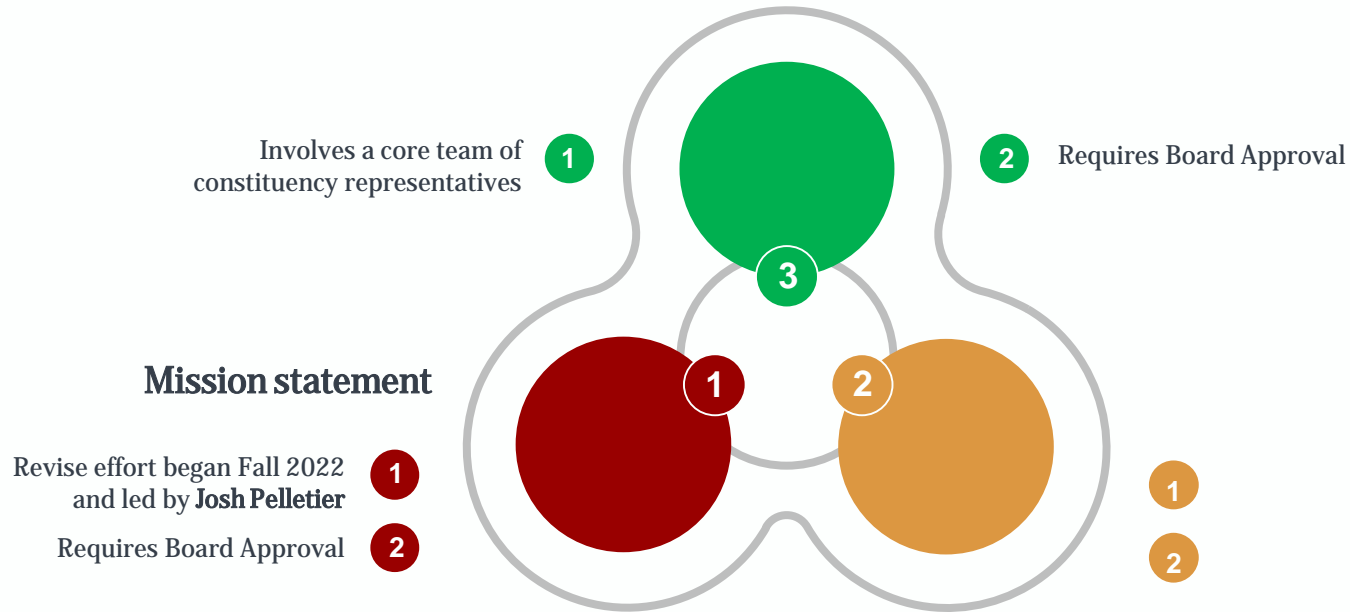 Involves a core team of
constituency representatives
1
2
Requires Board Approval
3
Mission statement
1
2
Revise effort began Fall 2022
and led by Josh Pelletier
1
Requires Board Approval
2
1
2